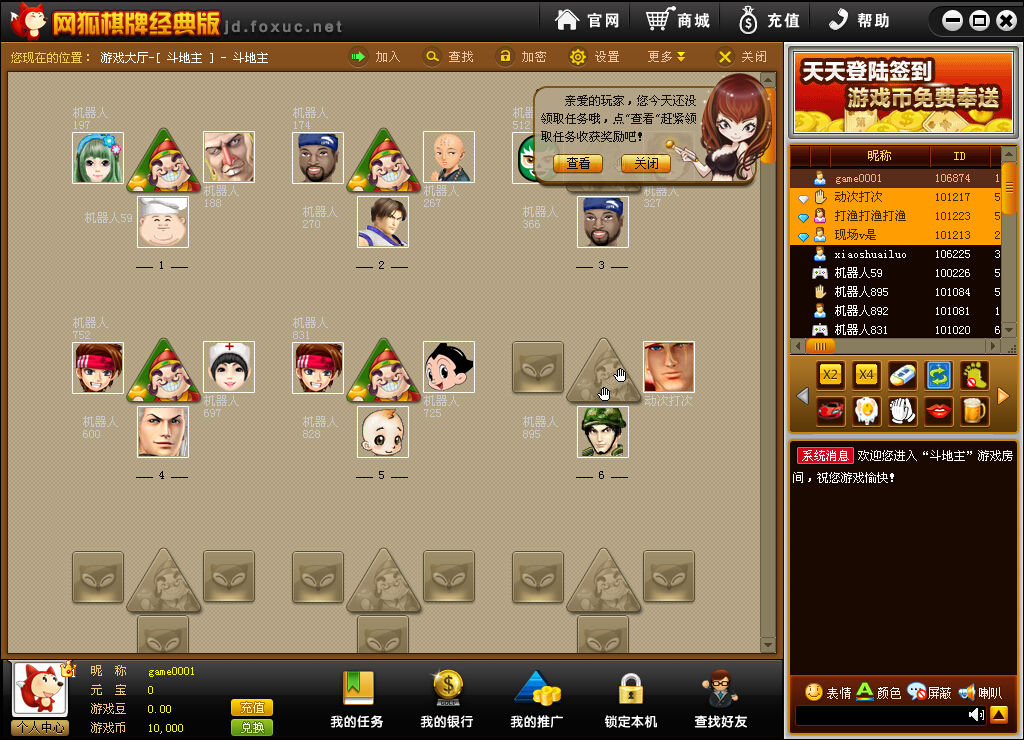 网狐棋牌经典版
jd.foxuc.net
官网
商城
充值
帮助
您现在的位置： 游戏大厅-[ 斗地主 ] - 斗地主
加入
查找
加密
设置
更多
关闭
机器人
197
机器人
188
机器人59
1
机器人
174
机器人
267
机器人
270
2
机器人
512
机器人
327
机器人
366
3
亲爱的玩家，您今天还没
领取任务哦，点“查看”赶紧领
取任务收获奖励吧！
查看
关闭
机器人
752
机器人
697
机器人
600
4
机器人
831
机器人
725
机器人
828
5
动次打次
机器人
895
6
天天登陆签到
游戏币免费奉送
昵称 ID
game0001 106874 1
动次打次 101217 5
打渔打渔打渔 101223 5
现场v是 101213 2
xiaoshuailuo 106225 3
机器人59 100226 5
机器人895 101084 5
机器人892 101081 1
机器人831 101020 6
X2
X4
系统消息 欢迎您进入“斗地主”游戏房
间，祝您游戏愉快！
表情
颜色
屏蔽
喇叭
个人中心
昵 称 game0001
元 宝 0
游戏豆 0.00
游戏币 10,000
充值
兑换
我的任务
我的银行
我的推广
锁定本机
查找好友